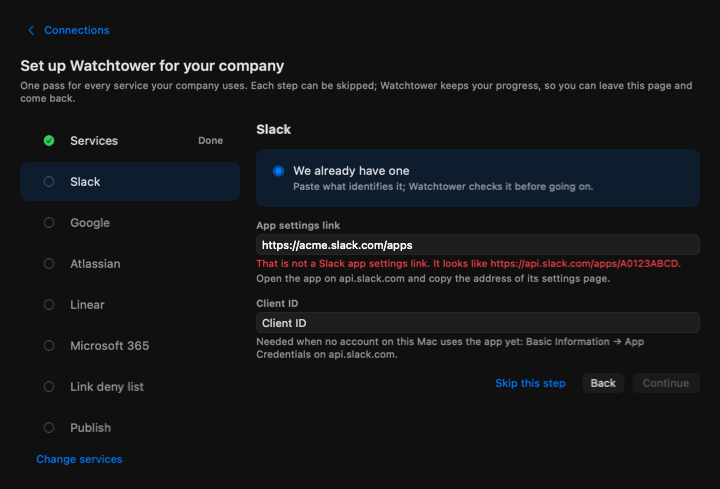 Connections
Set up Watchtower for your company
One pass for every service your company uses. Each step can be skipped; Watchtower keeps your progress, so you can leave this page and
come back.
Services
Done
Slack
Google
Atlassian
Linear
Microsoft 365
Link deny list
Publish
Change services
Slack
We already have one
Paste what identifies it; Watchtower checks it before going on.
App settings link
https://acme.slack.com/apps
That is not a Slack app settings link. It looks like https://api.slack.com/apps/A0123ABCD.
Open the app on api.slack.com and copy the address of its settings page.
Client ID
Client ID
Needed when no account on this Mac uses the app yet: Basic Information → App
Credentials on api.slack.com.
Skip this step
Back
Continue